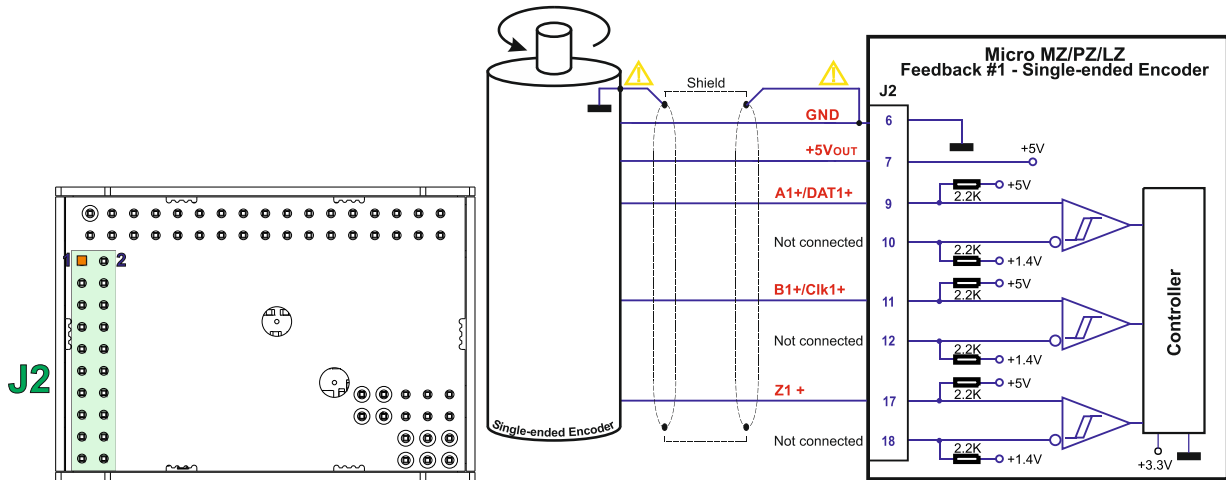 1
2
J2
Single-ended Encoder
Shield
GND
+5VOUT
A1+/DAT1+
Not connected
B1+/Clk1+
Not connected
Z1 +
Not connected
Micro MZ/PZ/LZ
Feedback #1 - Single-ended Encoder
J2
6
7
+5V
9
+5V
2.2K
10
2.2K
+1.4V
11
+5V
2.2K
12
2.2K
+1.4V
17
+5V
2.2K
18
2.2K
+1.4V
Controller
+3.3V